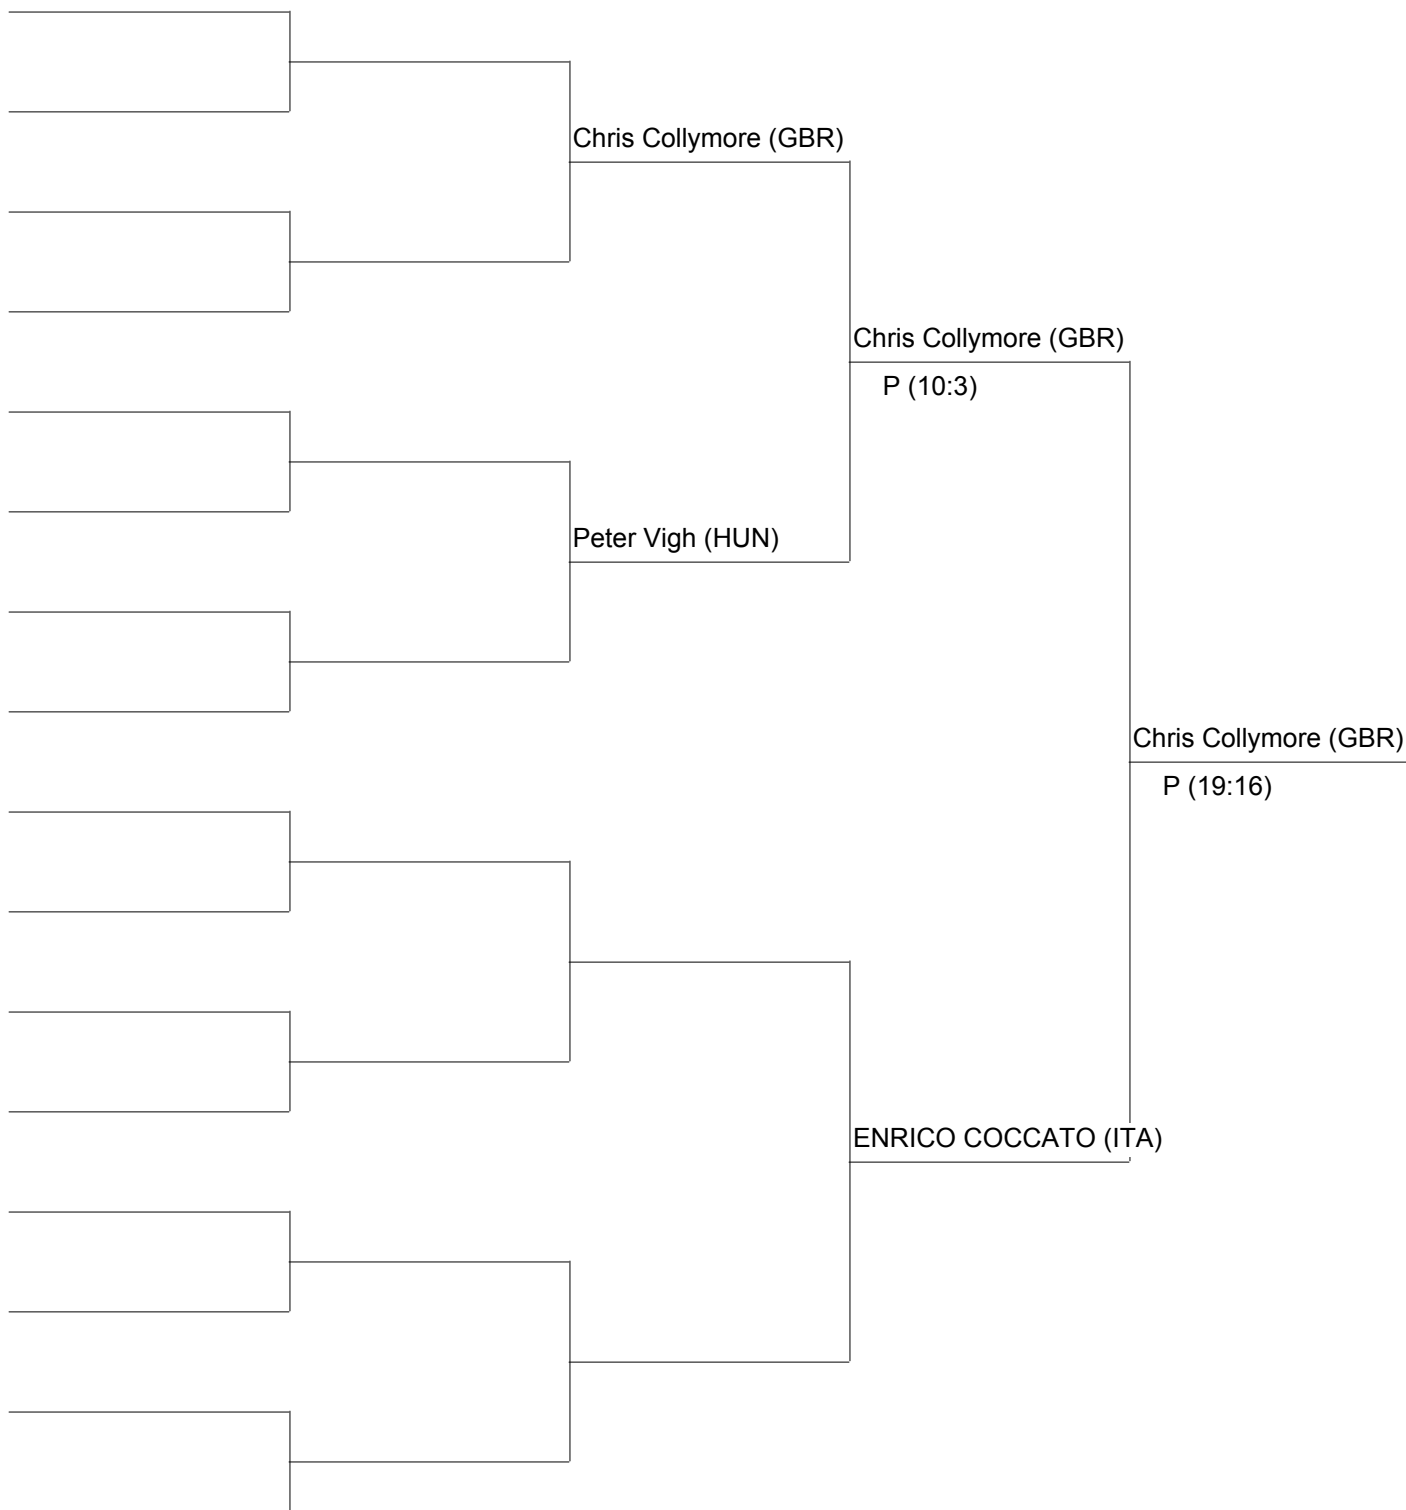 Chris Collymore (GBR)
Chris Collymore (GBR)
P (10:3)
Peter Vigh (HUN)
Chris Collymore (GBR)
P (19:16)
ENRICO COCCATO (ITA)